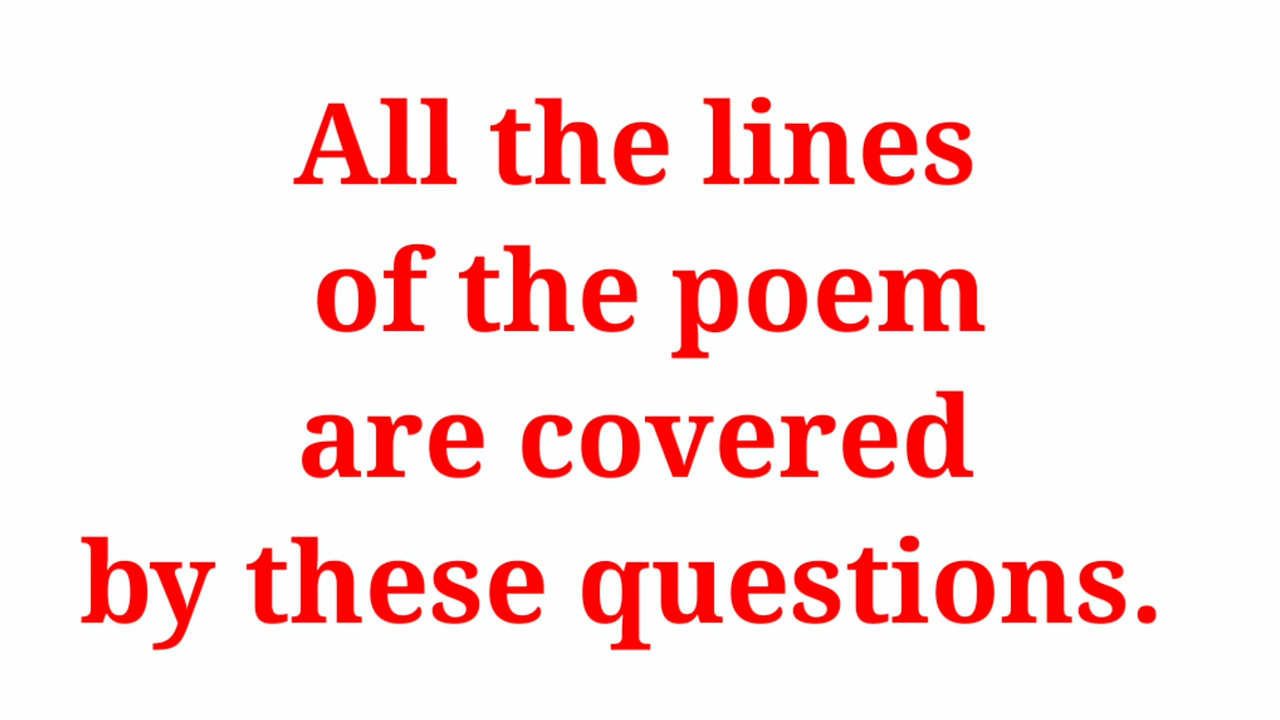 All the lines
of the poem
are covered
by these questions.